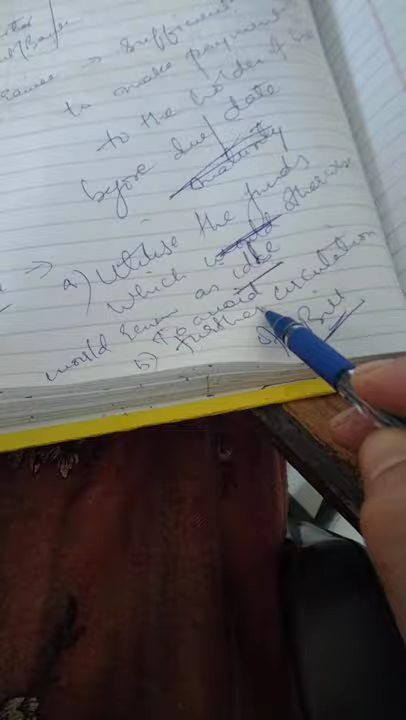 sufficient
to make payment
to the holder of
before due/date
maturity
→ a) Utilise the funds
which would otherwise
would remain as idle
b) To avoid
further circulation
of Bill